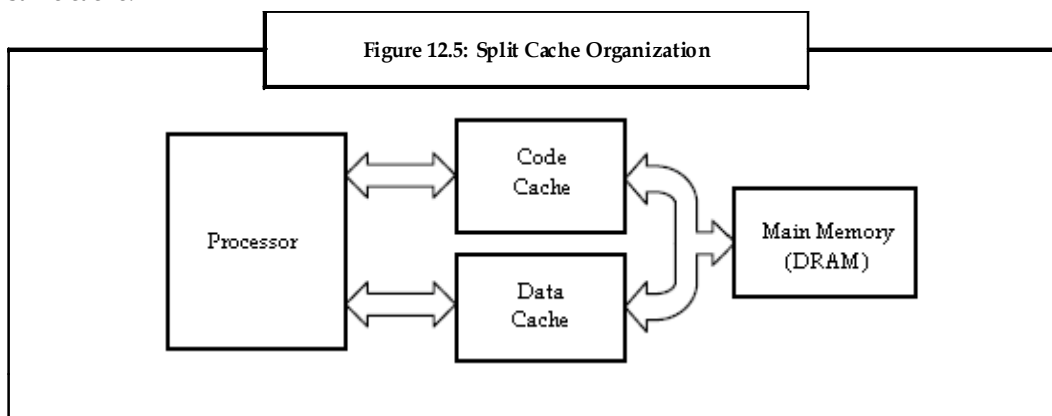 Figure 12.5: Split Cache Organization
Code
Cache
Processor
Main Memory
(DRAM)
Data
Cache